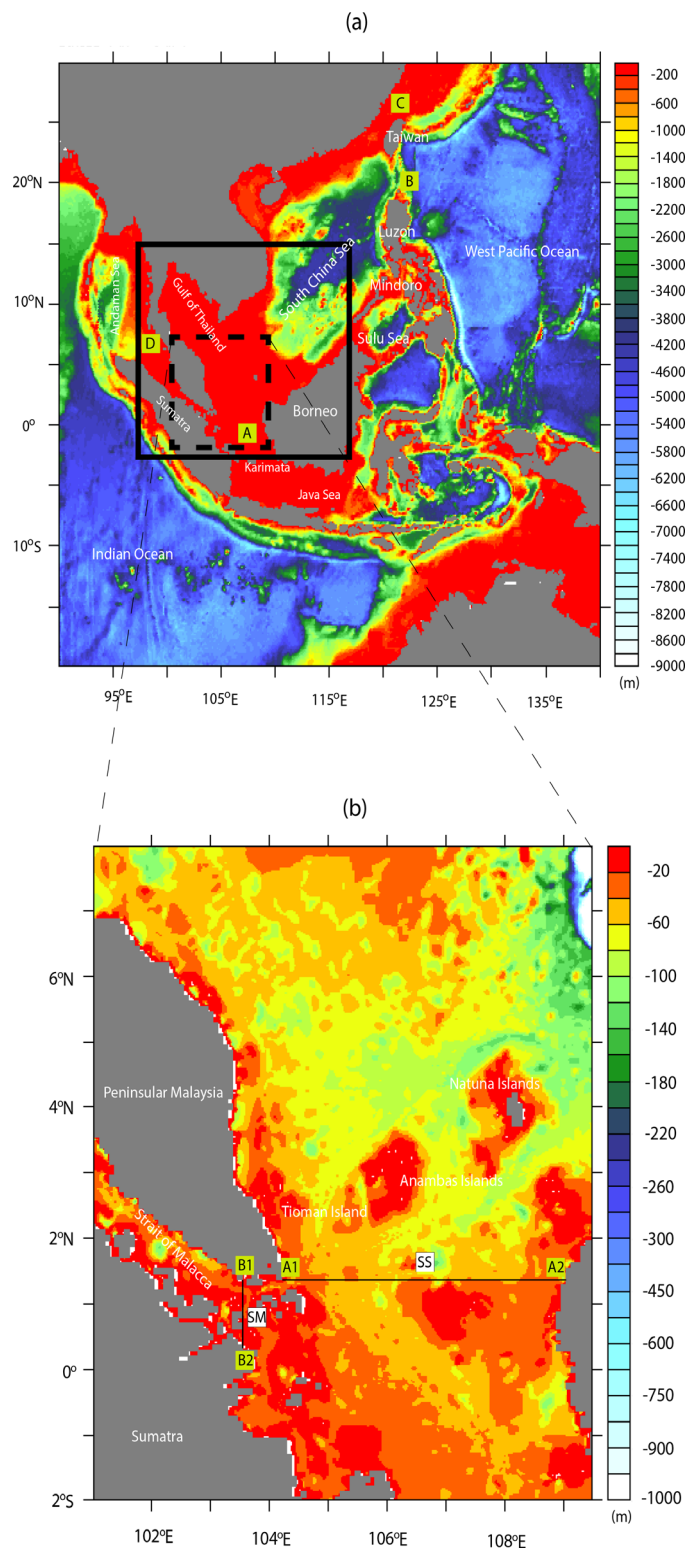 (a)
C
Taiwan
B
Luzon
West Pacific Ocean
South China Sea
Mindoro
Andaman Sea
Gulf of Thailand
D
Sulu Sea
Sumatra
Borneo
A
Karimata
Java Sea
Indian Ocean
20°N
10°N
0°
10°S
95°E
105°E
115°E
125°E
135°E
-200
-600
-1000
-1400
-1800
-2200
-2600
-3000
-3400
-3800
-4200
-4600
-5000
-5400
-5800
-6200
-6600
-7000
-7400
-7800
-8200
-8600
-9000
(m)
(b)
Natuna Islands
Peninsular Malaysia
Anambas Islands
Tioman Island
Strait of Malacca
B1
A1
SS
A2
SM
B2
Sumatra
6°N
4°N
2°N
0°
2°S
102°E
104°E
106°E
108°E
-20
-60
-100
-140
-180
-220
-260
-300
-450
-600
-750
-900
-1000
(m)